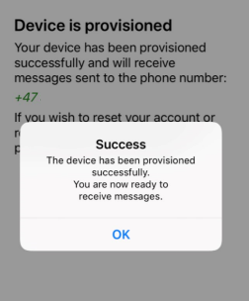 Device is provisioned
Your device has been provisioned
successfully and will receive
messages sent to the phone number:
+47
If you wish to reset your account or
Success
The device has been provisioned
successfully.
You are now ready to
receive messages.
OK